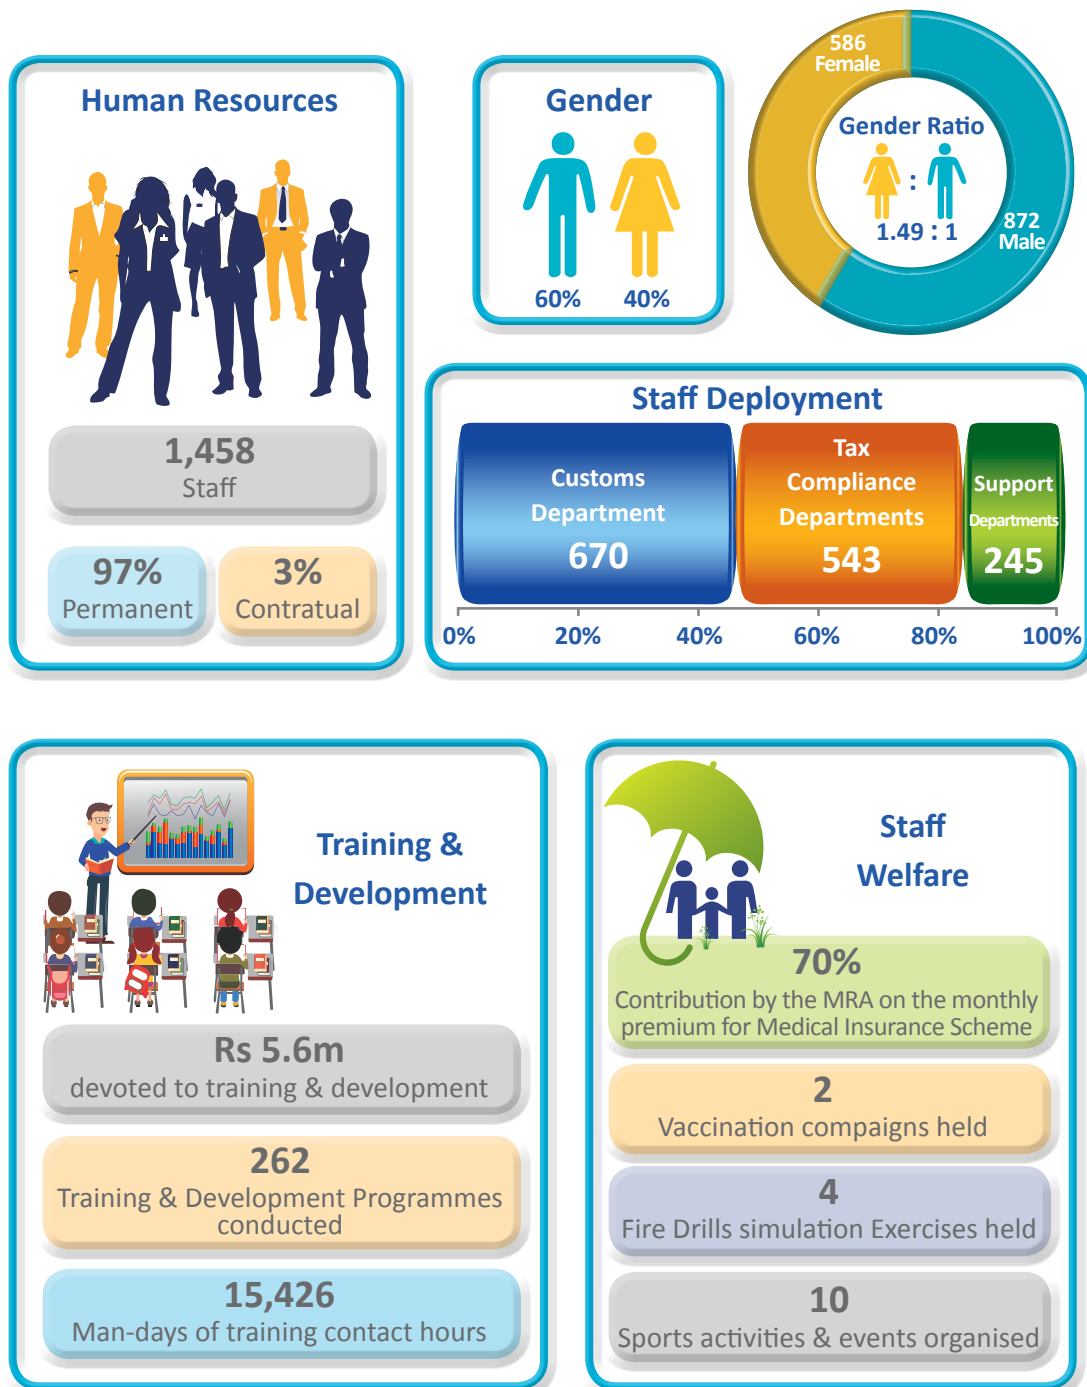 Human Resources
1,458
Staff
97%
Permanent
3%
Contratual
Gender
60%
40%
586
Female
Gender Ratio
:
1.49 : 1
872
Male
Staff Deployment
Customs
Department
670
Tax
Compliance
Departments
543
Support
Departments
245
0%
20%
40%
60%
80%
100%
Training &
Development
Rs 5.6m
devoted to training & development
262
Training & Development Programmes
conducted
15,426
Man-days of training contact hours
Staff
Welfare
70%
Contribution by the MRA on the monthly
premium for Medical Insurance Scheme
2
Vaccination compaigns held
4
Fire Drills simulation Exercises held
10
Sports activities & events organised